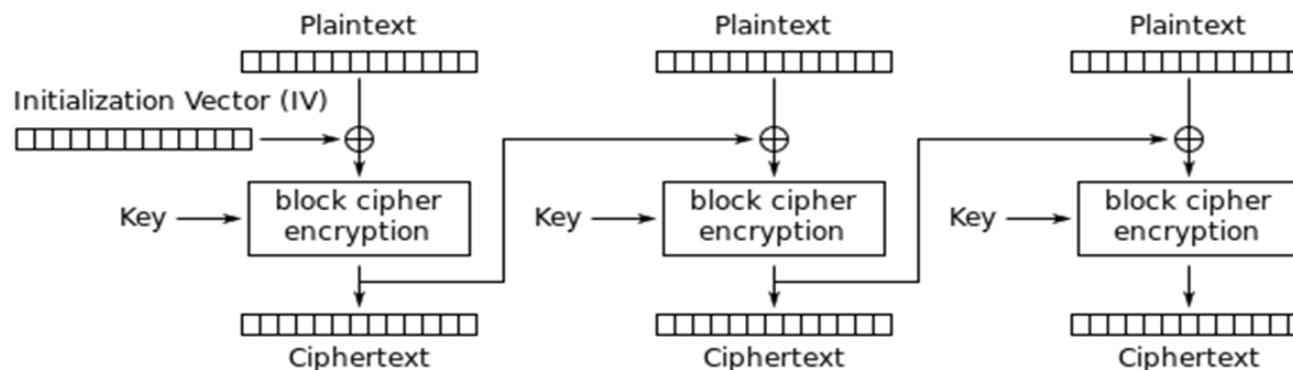 Plaintext
Plaintext
Plaintext
Initialization Vector (IV)
Key
block cipher
encryption
Key
block cipher
encryption
Key
block cipher
encryption
Ciphertext
Ciphertext
Ciphertext